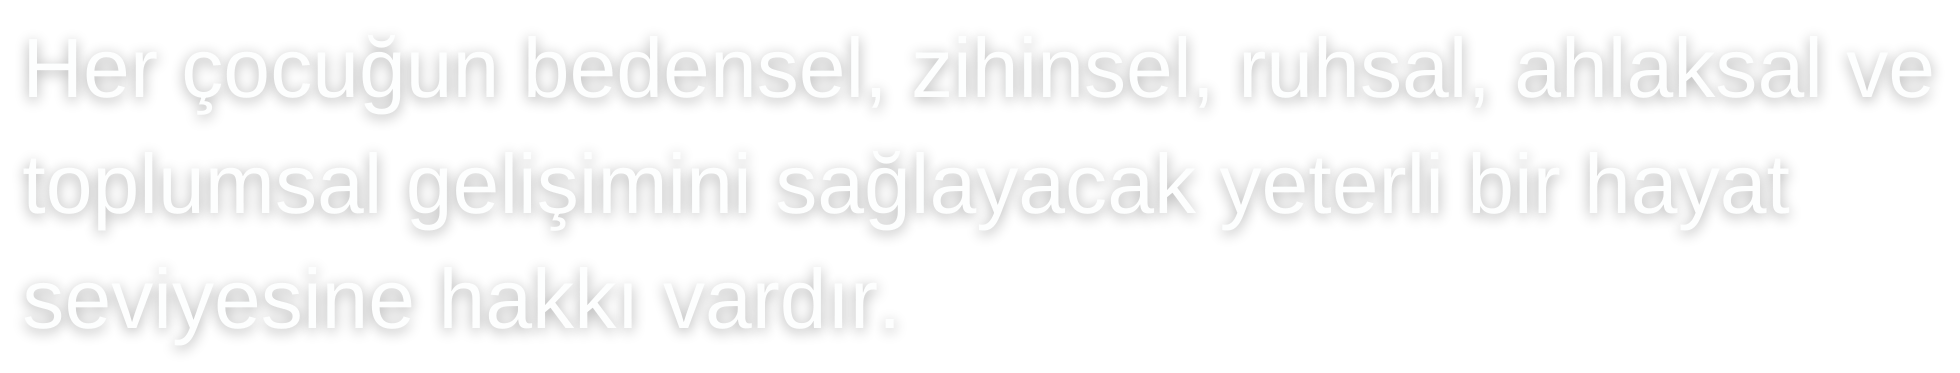 Her çocuğun bedensel, zihinsel, ruhsal, ahlaksal ve
toplumsal gelişimini sağlayacak yeterli bir hayat
seviyesine hakkı vardır.